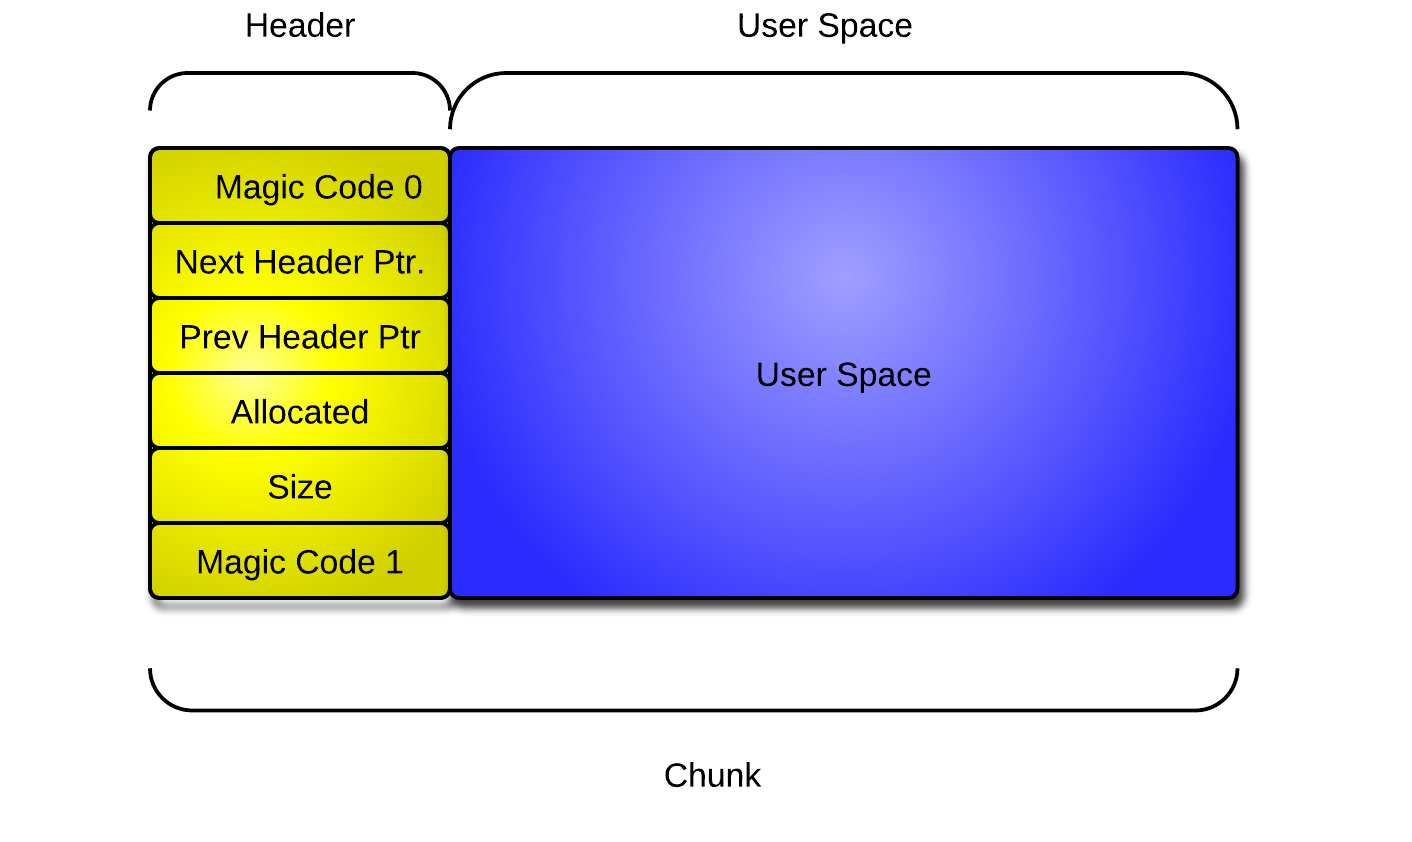 Header
User Space
Magic Code 0
Next Header Ptr.
Prev Header Ptr
Allocated
Size
Magic Code 1
User Space
Chunk